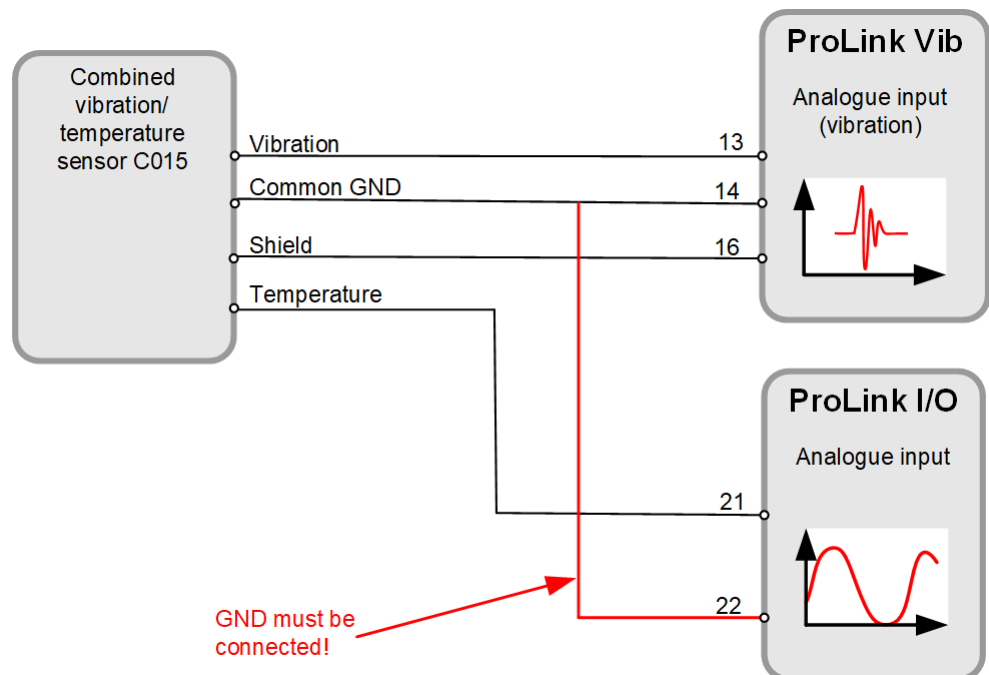 Combined
vibration/
temperature
sensor C015
Vibration
Common GND
Shield
Temperature
13
14
16
ProLink Vib
Analogue input
(vibration)
ProLink I/O
Analogue input
21
22
GND must be
connected!